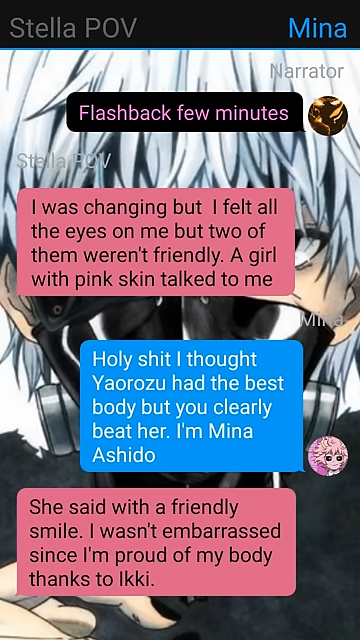 Stella POV
Mina
Narrator
Flashback few minutes
Stella POV
I was changing but  I felt all
the eyes on me but two of
them weren't friendly. A girl
with pink skin talked to me
Mina
Holy shit I thought
Yaorozu had the best
body but you clearly
beat her. I'm Mina
Ashido
She said with a friendly
smile. I wasn't embarrassed
since I'm proud of my body
thanks to Ikki.